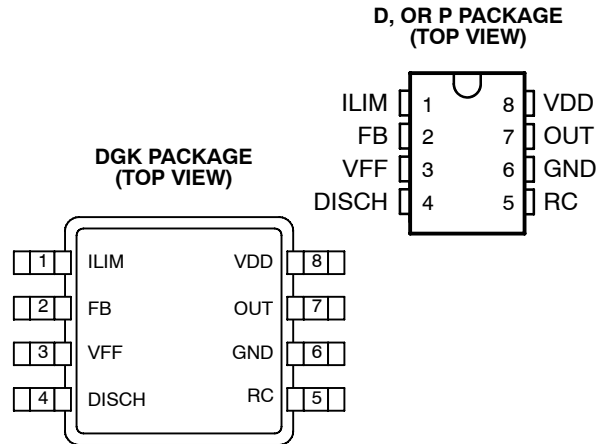 D, OR P PACKAGE
(TOP VIEW)
ILIM 1 8 VDD
FB 2 7 OUT
VFF 3 6 GND
DISCH 4 5 RC
DGK PACKAGE
(TOP VIEW)
1 ILIM VDD 8
2 FB OUT 7
3 VFF GND 6
4 DISCH RC 5